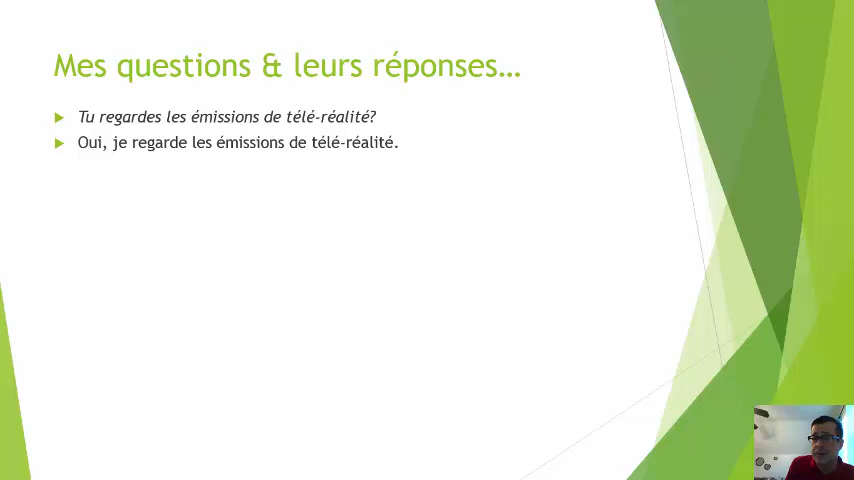 Mes questions & leurs réponses…
Tu regardes les émissions de télé-réalité?
Oui, je regarde les émissions de télé-réalité.